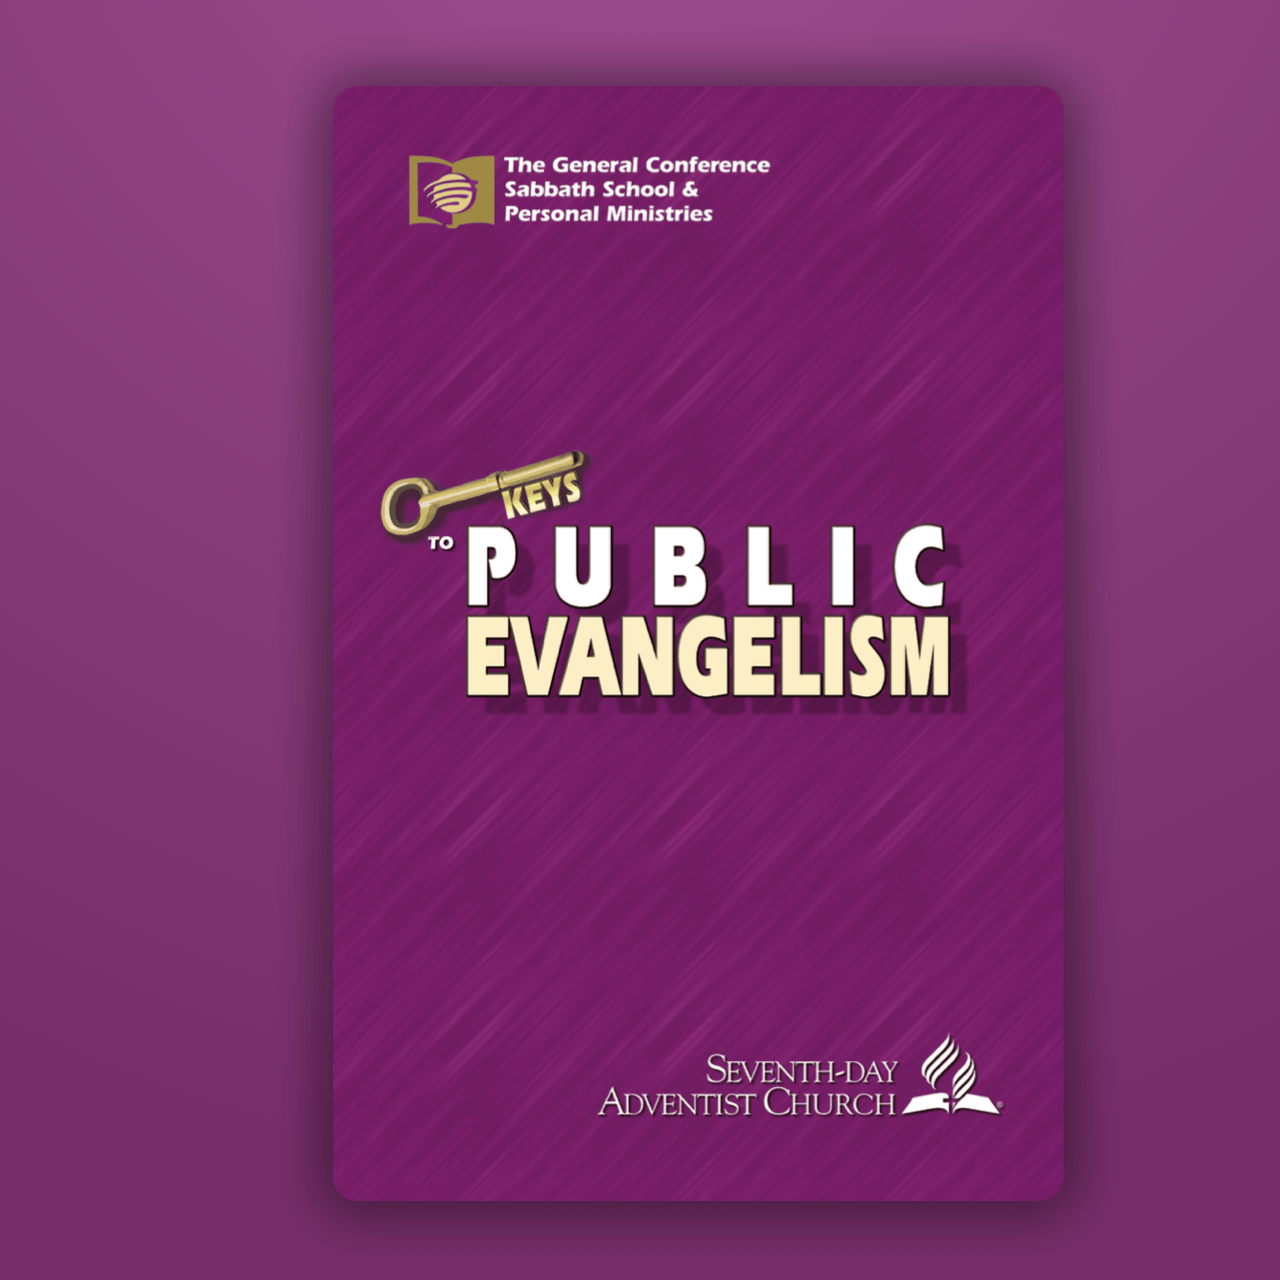 The General Conference
Sabbath School &
Personal Ministries
KEYS
TO PUBLIC
EVANGELISM
SEVENTH-DAY
ADVENTIST CHURCH®